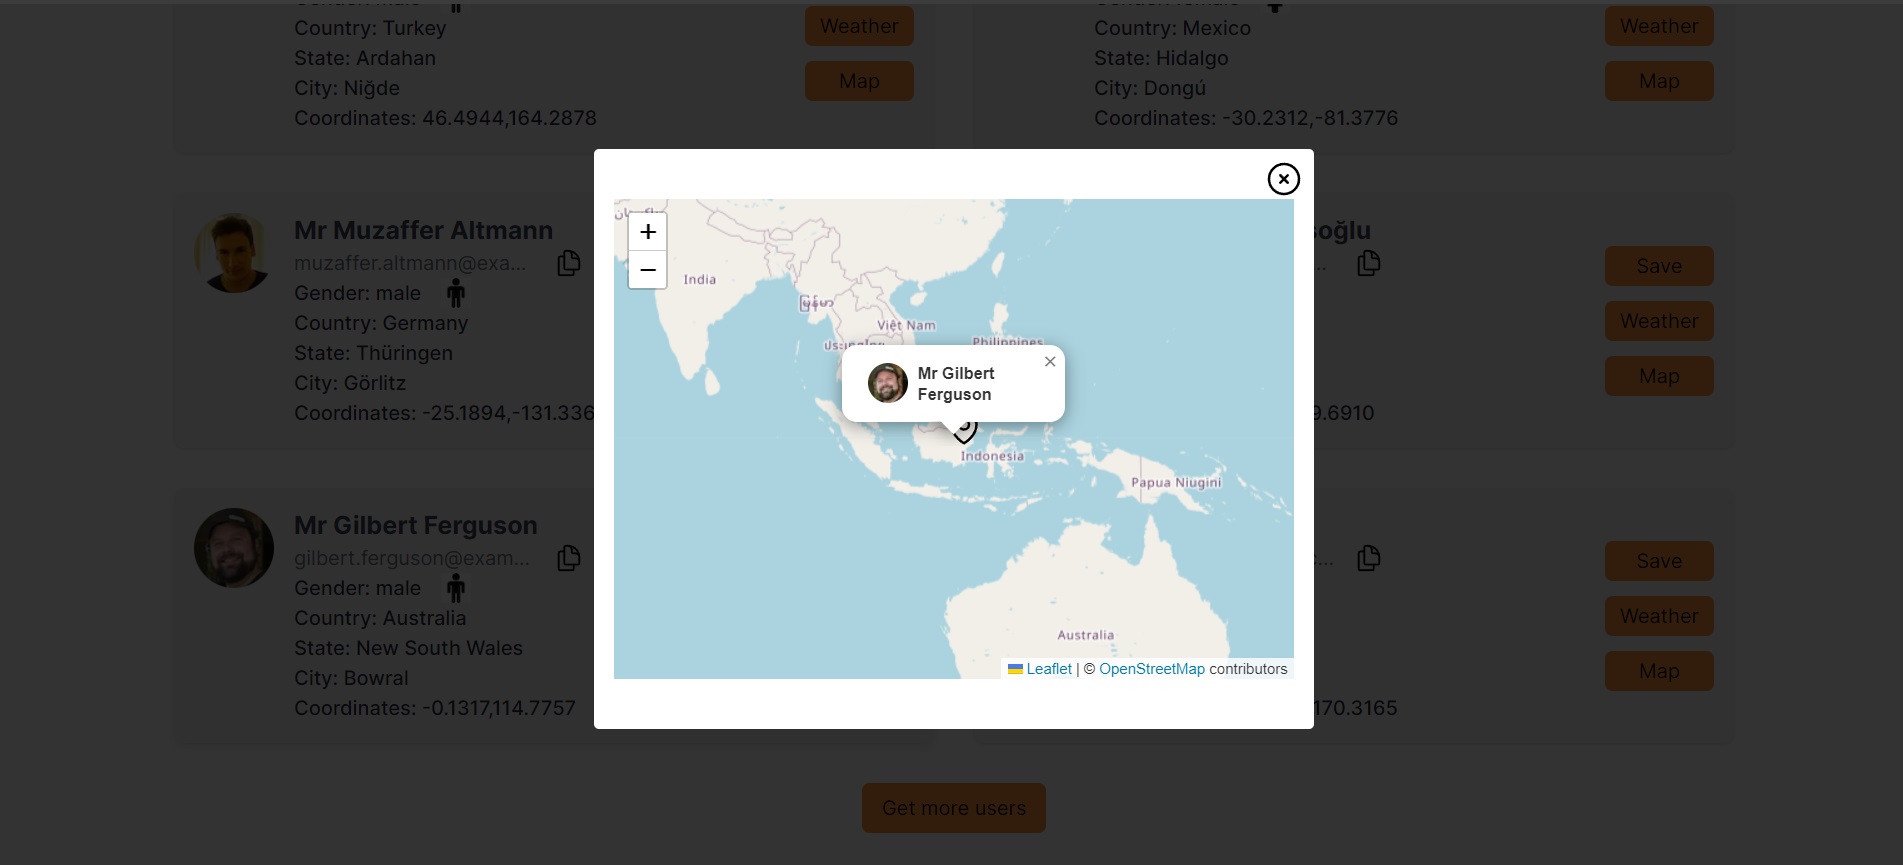 Country: Turkey
State: Ardahan
City: Niğde
Coordinates: 46.4944,164.2878
Weather
Map
Country: Mexico
State: Hidalgo
City: Dongú
Coordinates: -30.2312,-81.3776
Weather
Map
Mr Muzaffer Altmann
muzaffer.altmann@exa...
Gender: male
Country: Germany
State: Thüringen
City: Görlitz
Coordinates: -25.1894,-131.336
soğlu
Save
Weather
Map
9.6910
+
−
India
Việt Nam
Philippines
Mr Gilbert
Ferguson
Indonesia
Papua Niugini
Australia
Leaflet | © OpenStreetMap contributors
Mr Gilbert Ferguson
gilbert.ferguson@exam...
Gender: male
Country: Australia
State: New South Wales
City: Bowral
Coordinates: -0.1317,114.7757
Save
Weather
Map
170.3165
Get more users